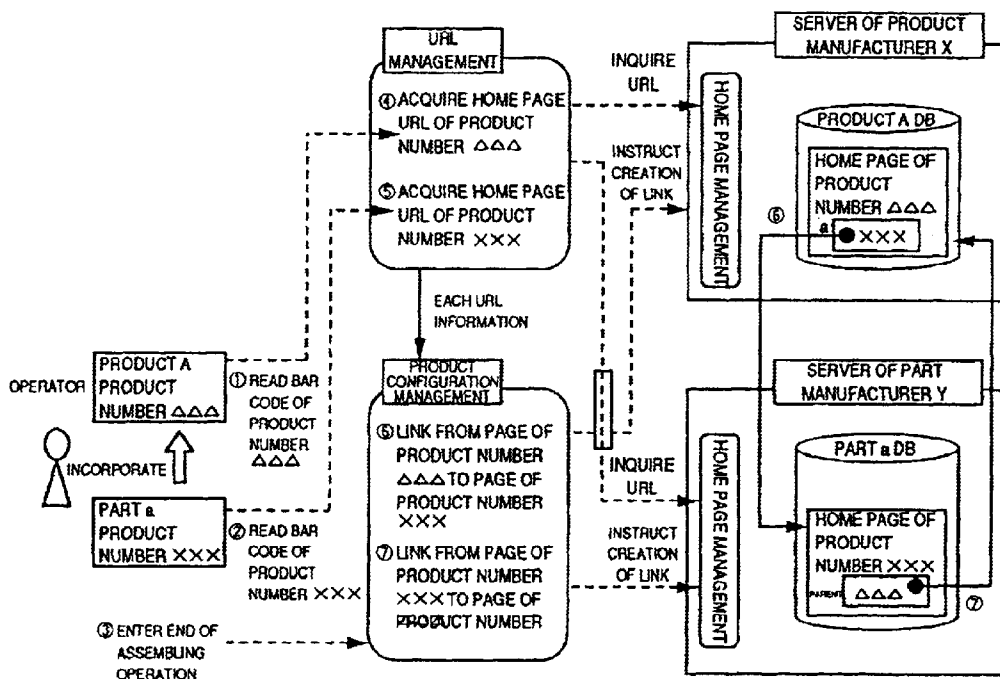 URL
MANAGEMENT
④ACQUIRE HOME PAGE
URL OF PRODUCT
NUMBER △△△
⑤ACQUIRE HOME PAGE
URL OF PRODUCT
NUMBER ×××
INQUIRE
URL
INSTRUCT
CREATION
OF LINK
SERVER OF PRODUCT
MANUFACTURER X
HOME PAGE MANAGEMENT
PRODUCT A DB
HOME PAGE OF
PRODUCT
NUMBER △△△
a
×××
⑥
EACH URL
INFORMATION
OPERATOR
PRODUCT A
PRODUCT
NUMBER △△△
①READ BAR
CODE OF
PRODUCT
NUMBER
△△△
INCORPORATE
PART a
PRODUCT
NUMBER ×××
②READ BAR
CODE OF
PRODUCT
NUMBER ×××
③ENTER END OF
ASSEMBLING
OPERATION
PRODUCT
CONFIGURATION
MANAGEMENT
⑥LINK FROM PAGE OF
PRODUCT NUMBER
△△△TO PAGE OF
PRODUCT NUMBER
×××
⑦LINK FROM PAGE OF
PRODUCT NUMBER
×××TO PAGE OF
PRODUCT NUMBER
INQUIRE
URL
INSTRUCT
CREATION
OF LINK
SERVER OF PART
MANUFACTURER Y
HOME PAGE MANAGEMENT
PART a DB
HOME PAGE OF
PRODUCT
NUMBER ×××
PARENT
△△△
⑦